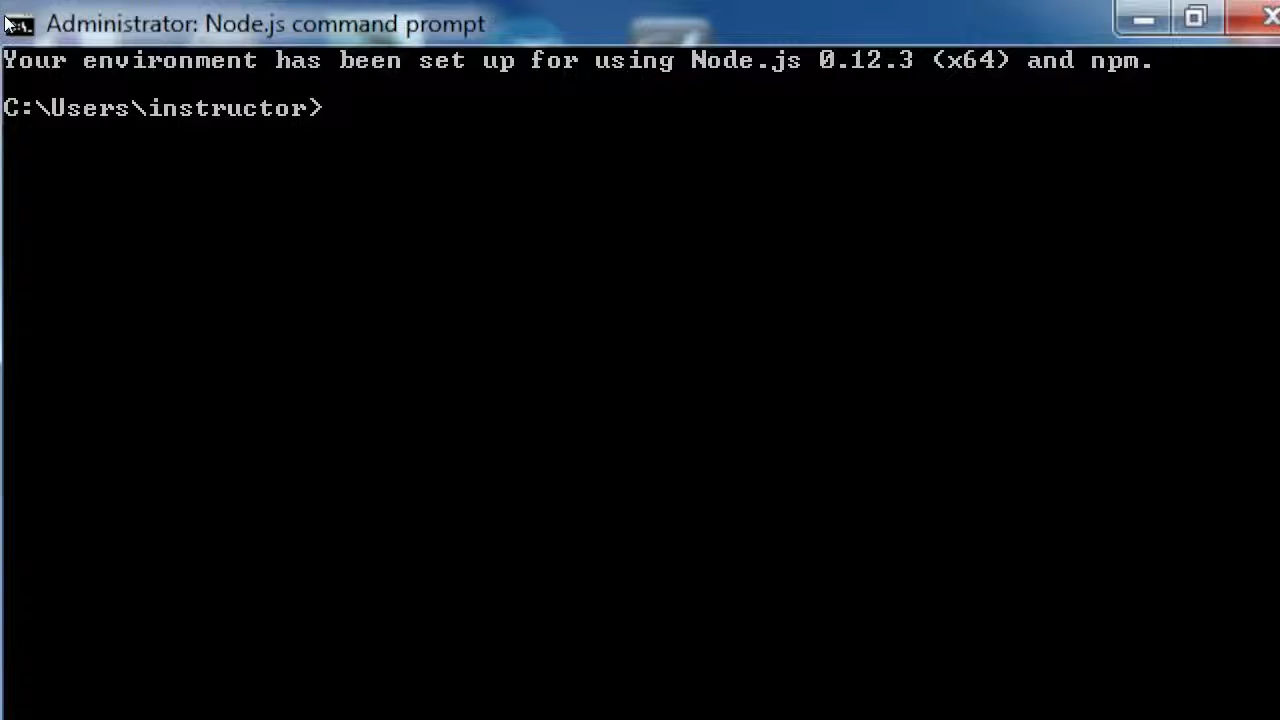 Administrator: Node.js command prompt
Your environment has been set up for using Node.js 0.12.3 (x64) and npm.
C:\Users\instructor>